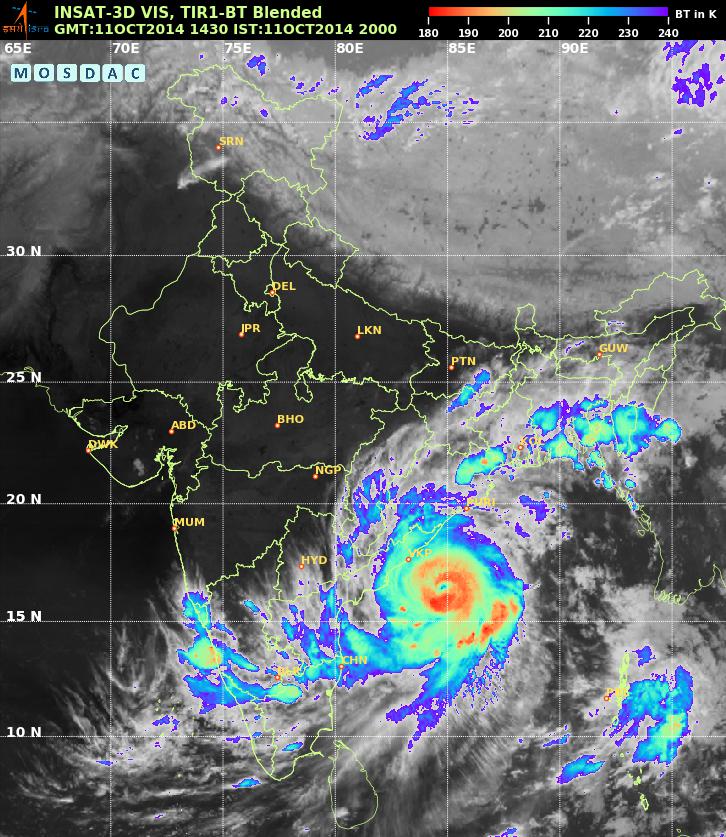 INSAT-3D VIS, TIR1-BT Blended
GMT:11OCT2014 1430 IST:11OCT2014 2000
BT in K
180 190 200 210 220 230 240
65E 70E 75E 80E 85E 90E
MOSDAC
SRN
30 N
DEL
JPR
LKN
GUW
PTN
25 N
ABD
BHO
DWK
NGP
20 N
MUM
VKP
HYD
15 N
CHN
10 N